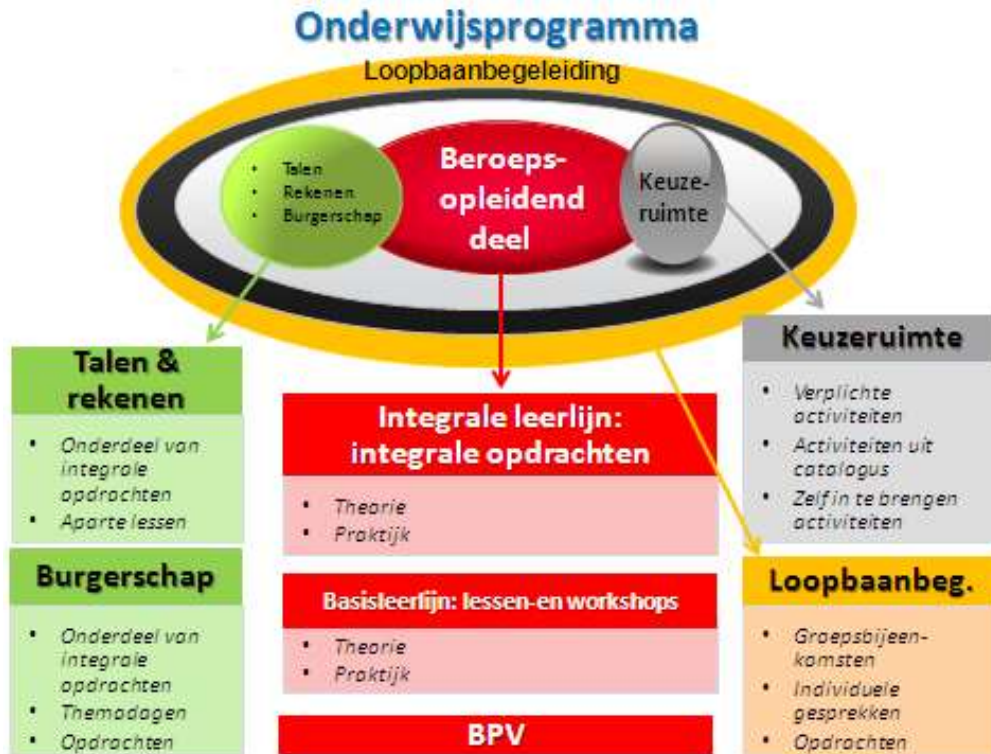 Onderwijsprogramma
Loopbaanbegeleiding
• Talen
• Rekenen
• Burgerschap
Beroeps-
opleidend
deel
Keuze-
ruimte
Talen &
rekenen
• Onderdeel van
integrale
opdrachten
• Aparte lessen
Burgerschap
• Onderdeel van
integrale
opdrachten
• Themadagen
• Opdrachten
Integrale leerlijn:
integrale opdrachten
• Theorie
• Praktijk
Basisleerlijn: lessen-en workshops
• Theorie
• Praktijk
BPV
Keuzeruimte
• Verplichte
activiteiten
• Activiteiten uit
catalogus
• Zelf in te brengen
activiteiten
Loopbaanbeg.
• Groepsbijeen-
komsten
• Individuele
gesprekken
• Opdrachten